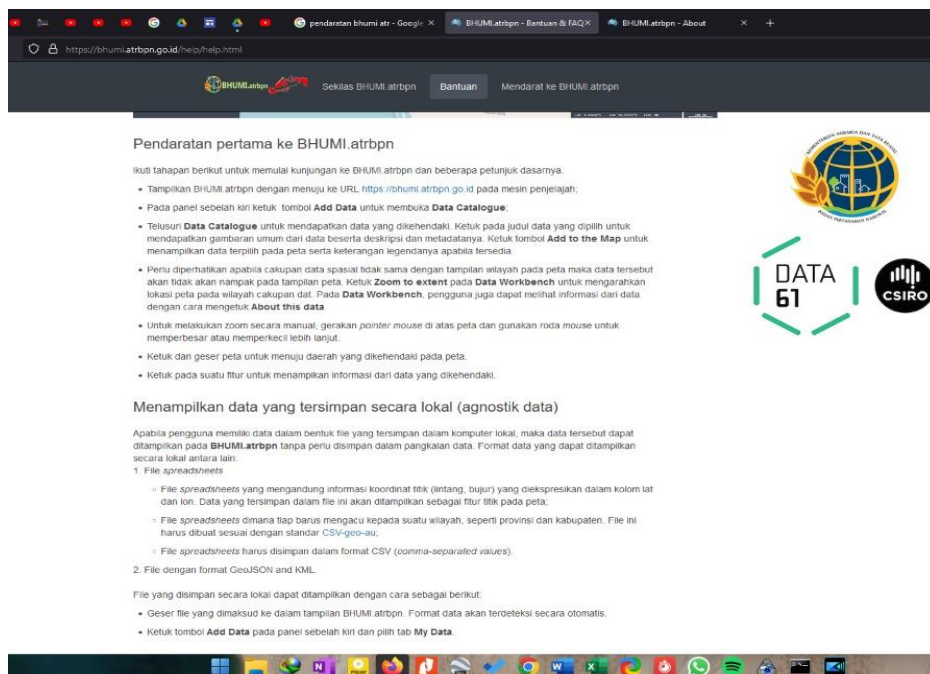 pendaratan bhumi atr - Google
BHUMI.atrbpn - Bantuan & FAQ
BHUMI.atrbpn - About
https://bhumi.atrbpn.go.id/help/help.html
BHUMI.atrbpn
Sekilas BHUMI.atrbpn
Bantuan
Mendarat ke BHUMI.atrbpn
Pendaratan pertama ke BHUMI.atrbpn
Ikuti tahapan berikut untuk memulai kunjungan ke BHUMI.atrbpn dan beberapa petunjuk dasarnya.
• Tampilkan BHUMI.atrbpn dengan menuju ke URL https://bhumi.atrbpn.go.id pada mesin penjelajah;
• Pada panel sebelah kiri ketuk tombol Add Data untuk membuka Data Catalogue;
• Telusuri Data Catalogue untuk mendapatkan data yang dikehendaki. Ketuk pada judul data yang dipilih untuk
mendapatkan gambaran umum dari data beserta deskripsi dan metadatanya. Ketuk tombol Add to the Map untuk
menampilkan data terpilih pada peta serta keterangan legendanya apabila tersedia.
• Perlu diperhatikan apabila cakupan data spasial tidak sama dengan tampilan wilayah pada peta maka data tersebut
akan tidak akan nampak pada tampilan peta. Ketuk Zoom to extent pada Data Workbench untuk mengarahkan
lokasi peta pada wilayah cakupan dat. Pada Data Workbench, pengguna juga dapat melihat informasi dari data
dengan cara mengetuk About this data.
• Untuk melakukan zoom secara manual, gerakan pointer mouse di atas peta dan gunakan roda mouse untuk
memperbesar atau memperkecil lebih lanjut.
• Ketuk dan geser peta untuk menuju daerah yang dikehendaki pada peta.
• Ketuk pada suatu fitur untuk menampikan informasi dari data yang dikehendaki.
Menampilkan data yang tersimpan secara lokal (agnostik data)
Apabila pengguna memiliki data dalam bentuk file yang tersimpan dalam komputer lokal, maka data tersebut dapat
ditampilkan pada BHUMI.atrbpn tanpa perlu disimpan dalam pangkalan data. Format data yang dapat ditampilkan
secara lokal antara lain:
1. File spreadsheets
File spreadsheets yang mengandung informasi koordinat titik (lintang, bujur) yang diekspresikan dalam kolom lat
dan lon. Data yang tersimpan dalam file ini akan ditampilkan sebagai fitur titik pada peta;
File spreadsheets dimana tiap barus mengacu kepada suatu wilayah, seperti provinsi dan kabupaten. File ini
harus dibuat sesuai dengan standar CSV-geo-au;
File spreadsheets harus disimpan dalam format CSV (comma-separated values).
2. File dengan format GeoJSON and KML.
File yang disimpan secara lokal dapat ditampilkan dengan cara sebagai berikut:
• Geser file yang dimaksud ke dalam tampilan BHUMI.atrbpn. Format data akan terdeteksi secara otomatis.
• Ketuk tombol Add Data pada panel sebelah kiri dan pilih tab My Data.
KEMENTERIAN AGRARIA DAN TATA RUANG
BADAN PERTANAHAN NASIONAL
DATA
61
CSIRO